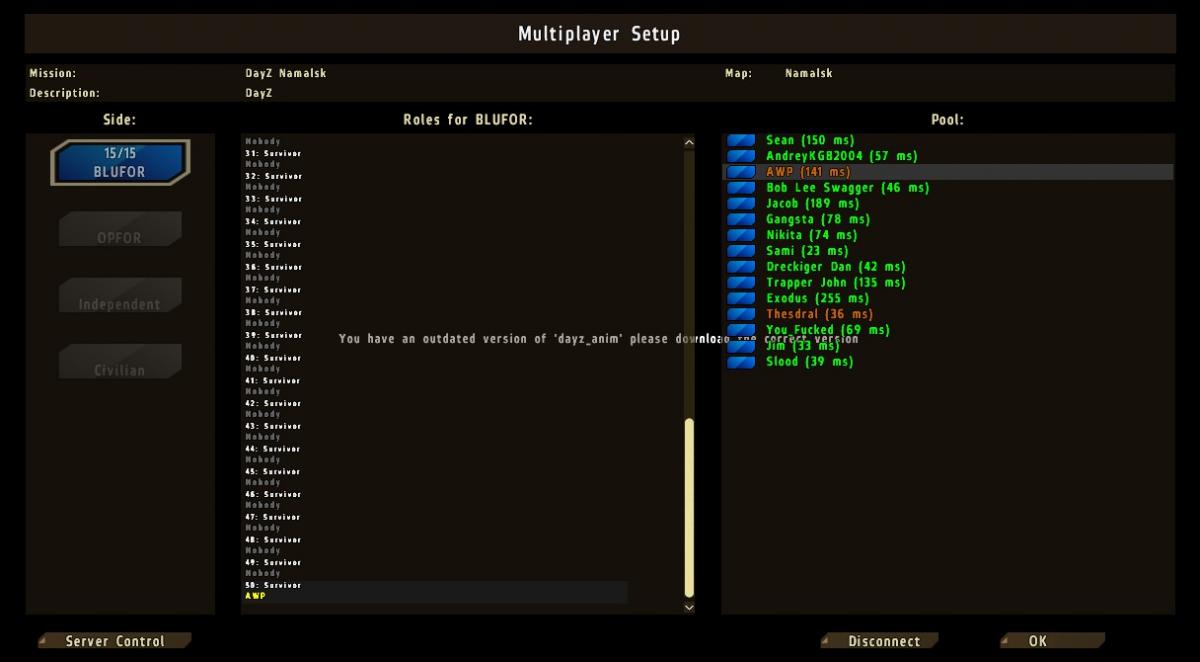 Multiplayer Setup
Mission: DayZ Namalsk Map: Namalsk
Description: DayZ
Side: Roles for BLUFOR: Pool:
15/15
BLUFOR
OPFOR
Independent
Civilian
Nobody
31: Survivor
Nobody
32: Survivor
Nobody
33: Survivor
Nobody
34: Survivor
Nobody
35: Survivor
Nobody
36: Survivor
Nobody
37: Survivor
Nobody
38: Survivor
Nobody
39: Survivor
Nobody
40: Survivor
Nobody
41: Survivor
Nobody
42: Survivor
Nobody
43: Survivor
Nobody
44: Survivor
Nobody
45: Survivor
Nobody
46: Survivor
Nobody
47: Survivor
Nobody
48: Survivor
Nobody
49: Survivor
Nobody
50: Survivor
AWP
You have an outdated version of 'dayz_anim' please download the correct version
Sean (150 ms)
AndreyKGB2004 (57 ms)
AWP (141 ms)
Bob Lee Swagger (46 ms)
Jacob (189 ms)
Gangsta (78 ms)
Nikita (74 ms)
Sami (23 ms)
Dreckiger Dan (42 ms)
Trapper John (135 ms)
Exodus (255 ms)
Thesdral (36 ms)
You_Fucked (69 ms)
Jim (33 ms)
Slood (39 ms)
Server Control Disconnect OK